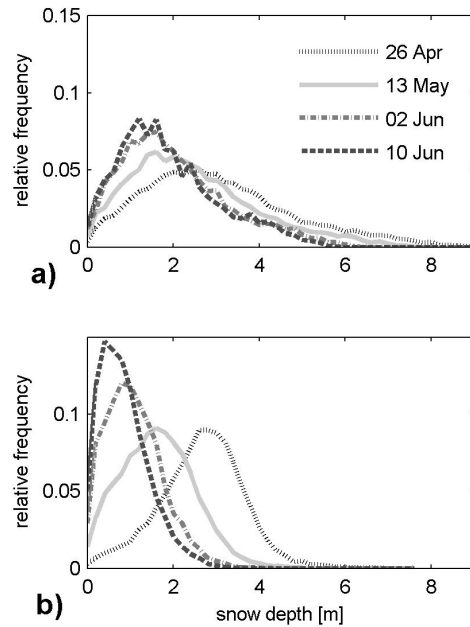 0.15
26 Apr
13 May
0.1
02 Jun
relative frequency
10 Jun
0.05
0
0 2 4 6 8
a)
0.1
relative frequency
0.05
0
0 2 4 6 8
b)
snow depth [m]